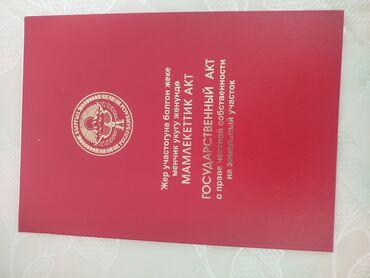 Жер участогуна болгон жеке
менчик укугу жөнүндө
МАМЛЕКЕТТИК АКТ
ГОСУДАРСТВЕННЫЙ АКТ
о праве частной собственности
на земельный участок